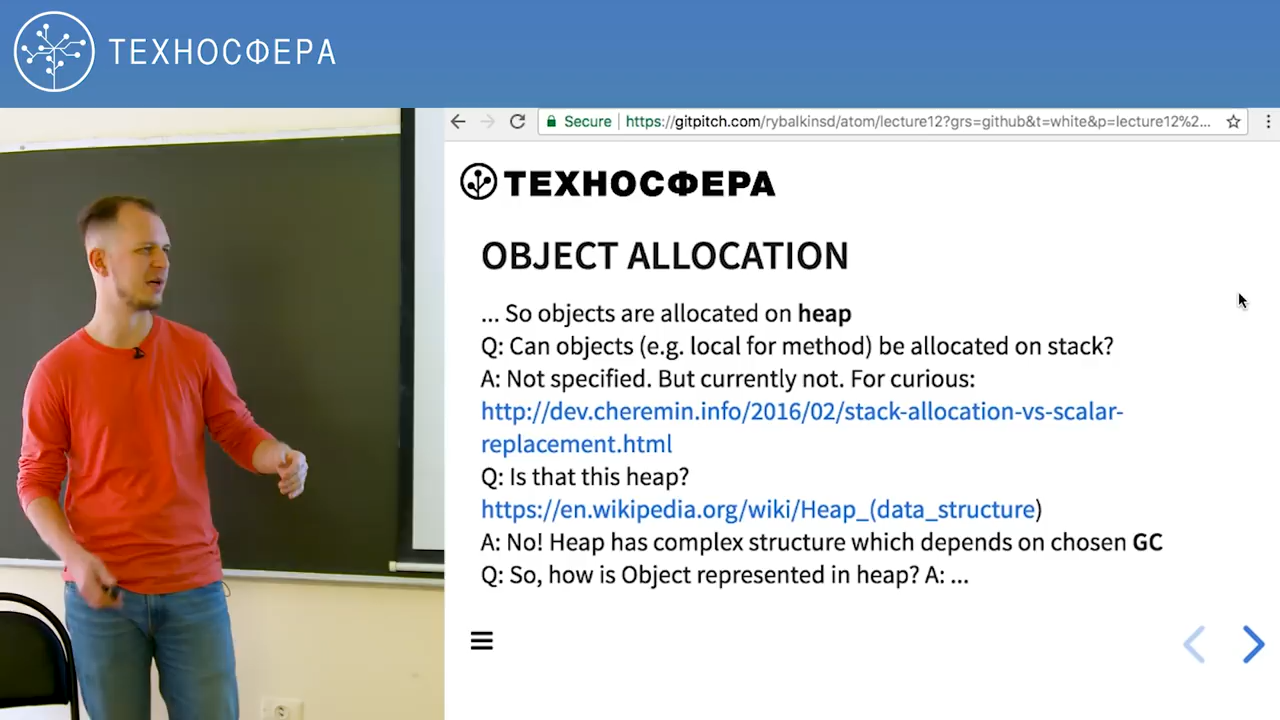 ТЕХНОСФЕРА
Secure https://gitpitch.com/rybalkinsd/atom/lecture12?grs=github&t=white&p=lecture12%2...
ТЕХНОСФЕРА
OBJECT ALLOCATION
... So objects are allocated on heap
Q: Can objects (e.g. local for method) be allocated on stack?
A: Not specified. But currently not. For curious:
http://dev.cheremin.info/2016/02/stack-allocation-vs-scalar-
replacement.html
Q: Is that this heap?
https://en.wikipedia.org/wiki/Heap_(data_structure)
A: No! Heap has complex structure which depends on chosen GC
Q: So, how is Object represented in heap? A: ...